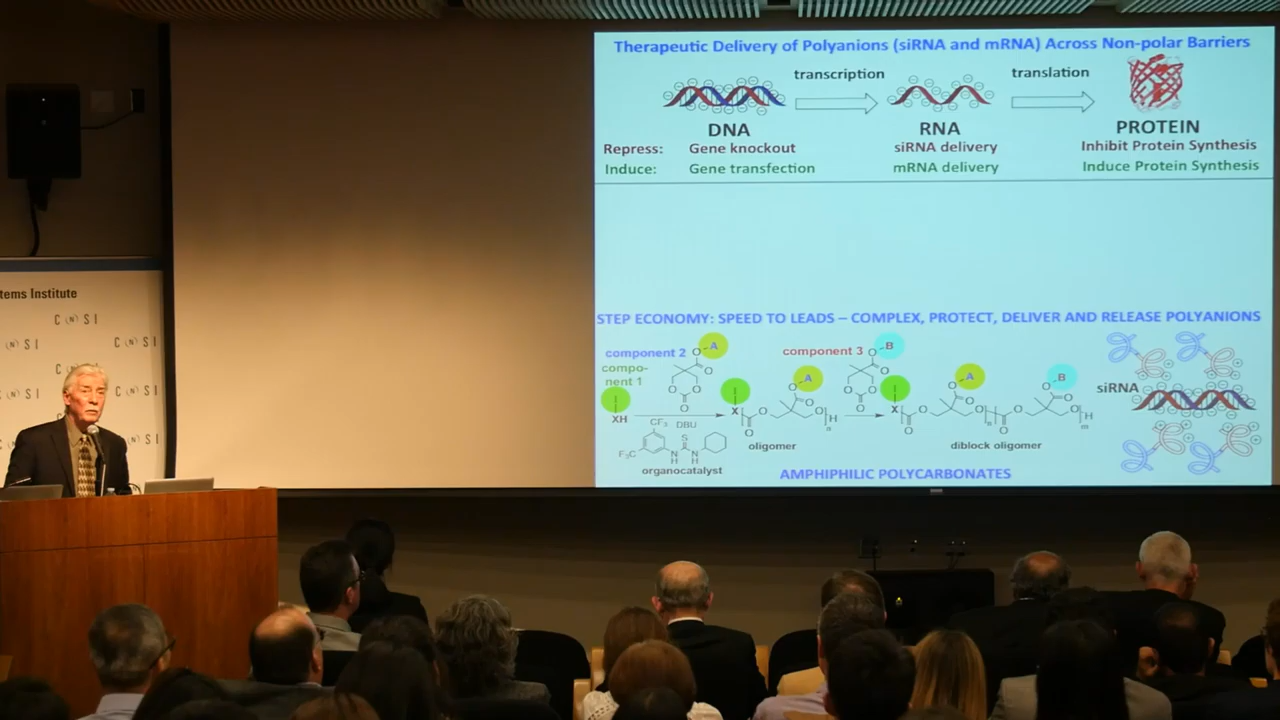 Therapeutic Delivery of Polyanions (siRNA and mRNA) Across Non-polar Barriers
transcription
translation
DNA
RNA
PROTEIN
Repress:
Gene knockout
siRNA delivery
Inhibit Protein Synthesis
Induce:
Gene transfection
mRNA delivery
Induce Protein Synthesis
STEP ECONOMY: SPEED TO LEADS – COMPLEX, PROTECT, DELIVER AND RELEASE POLYANIONS
component 2
O
A
component 3
O
B
compo-
nent 1
XH
CF3
DBU
F3C
S
N
H
N
H
organocatalyst
X
O
A
O
H
n
oligomer
X
O
A
B
O
H
n
m
diblock oligomer
siRNA
AMPHIPHILIC POLYCARBONATES
tems Institute
C (N) S I
(N) S I
C (N) S I
C
(N) S I
(N) S I
S I